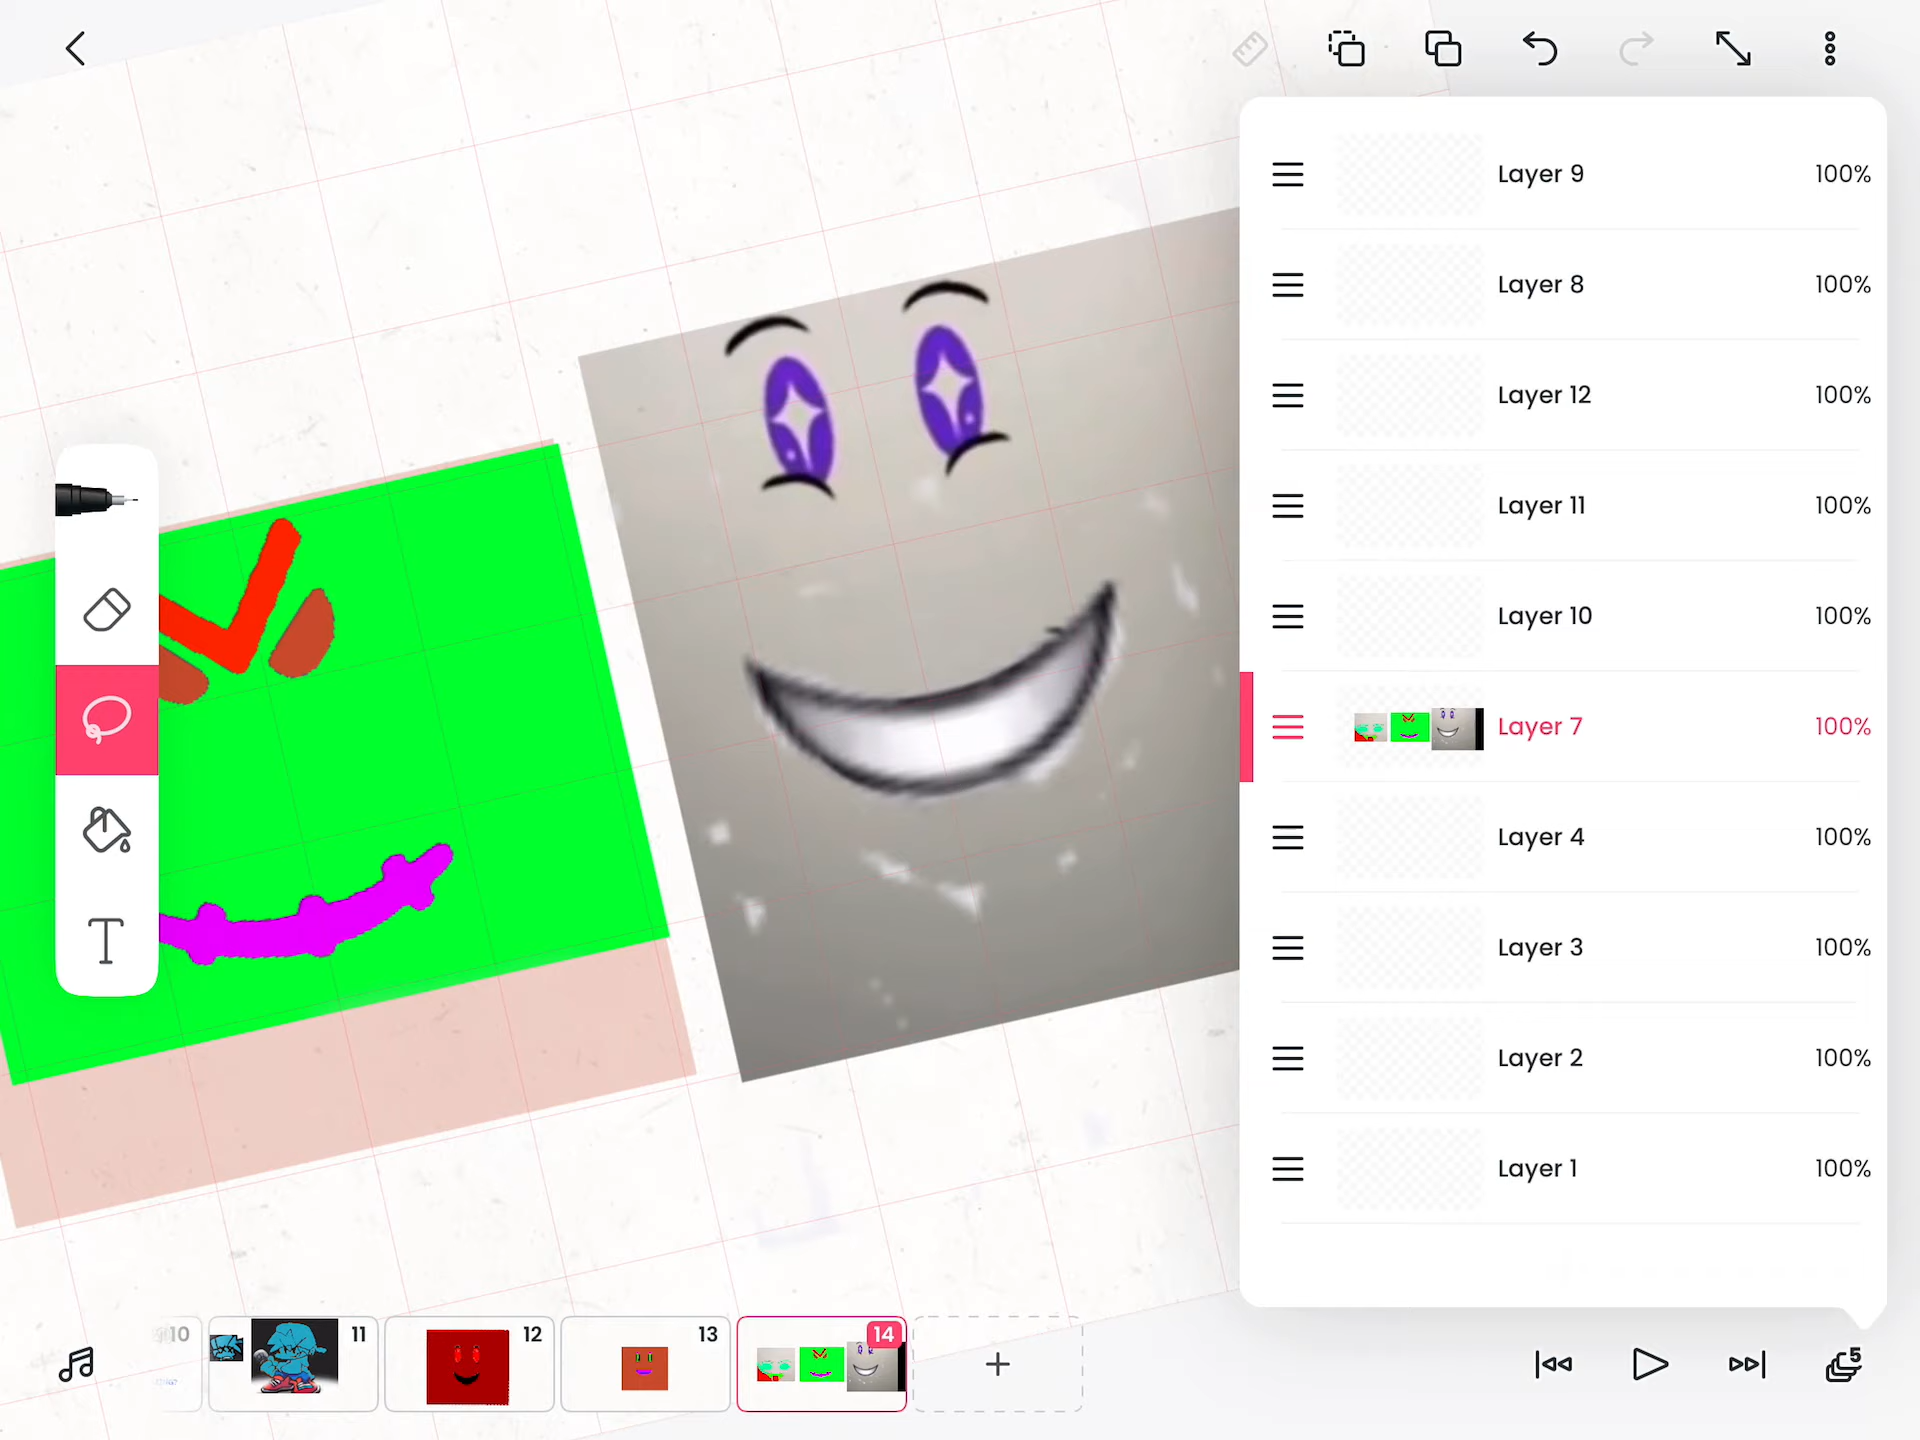 Layer 9 100%
Layer 8 100%
Layer 12 100%
Layer 11 100%
Layer 10 100%
Layer 7 100%
Layer 4 100%
Layer 3 100%
Layer 2 100%
Layer 1 100%
T
10 11 12 13 14
5